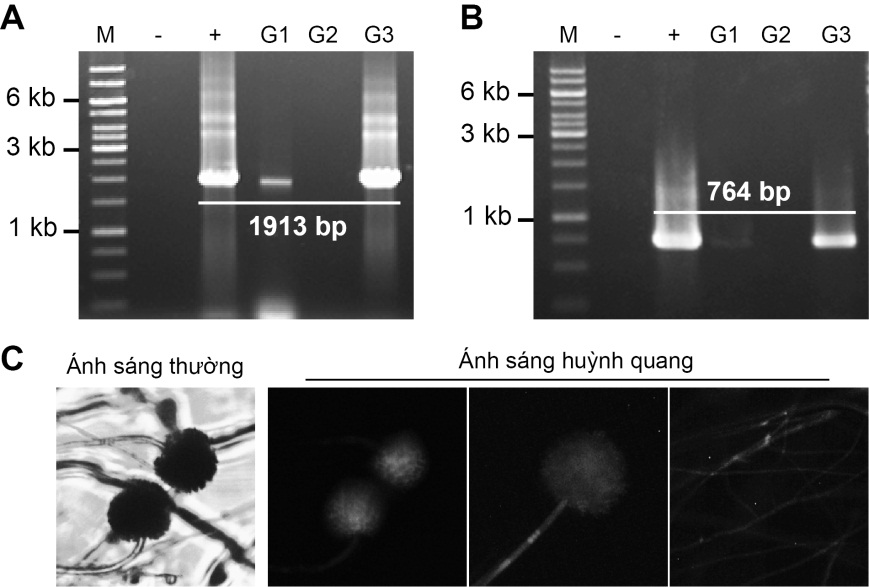 A
M - + G1 G2 G3
6 kb
3 kb
1 kb
1913 bp
B
M - + G1 G2 G3
6 kb
3 kb
1 kb
764 bp
C
Ánh sáng thường
Ánh sáng huỳnh quang